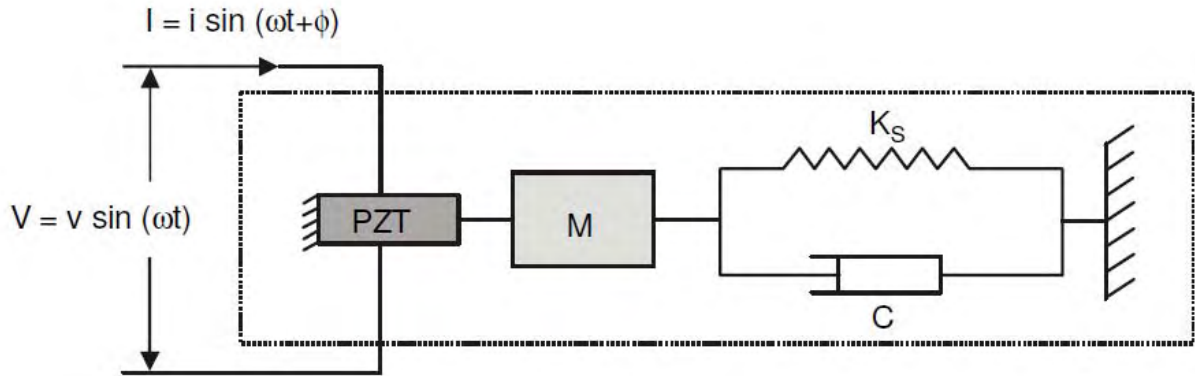 I = i sin (ωt+ϕ)
V = v sin (ωt)
PZT
M
K_S
C